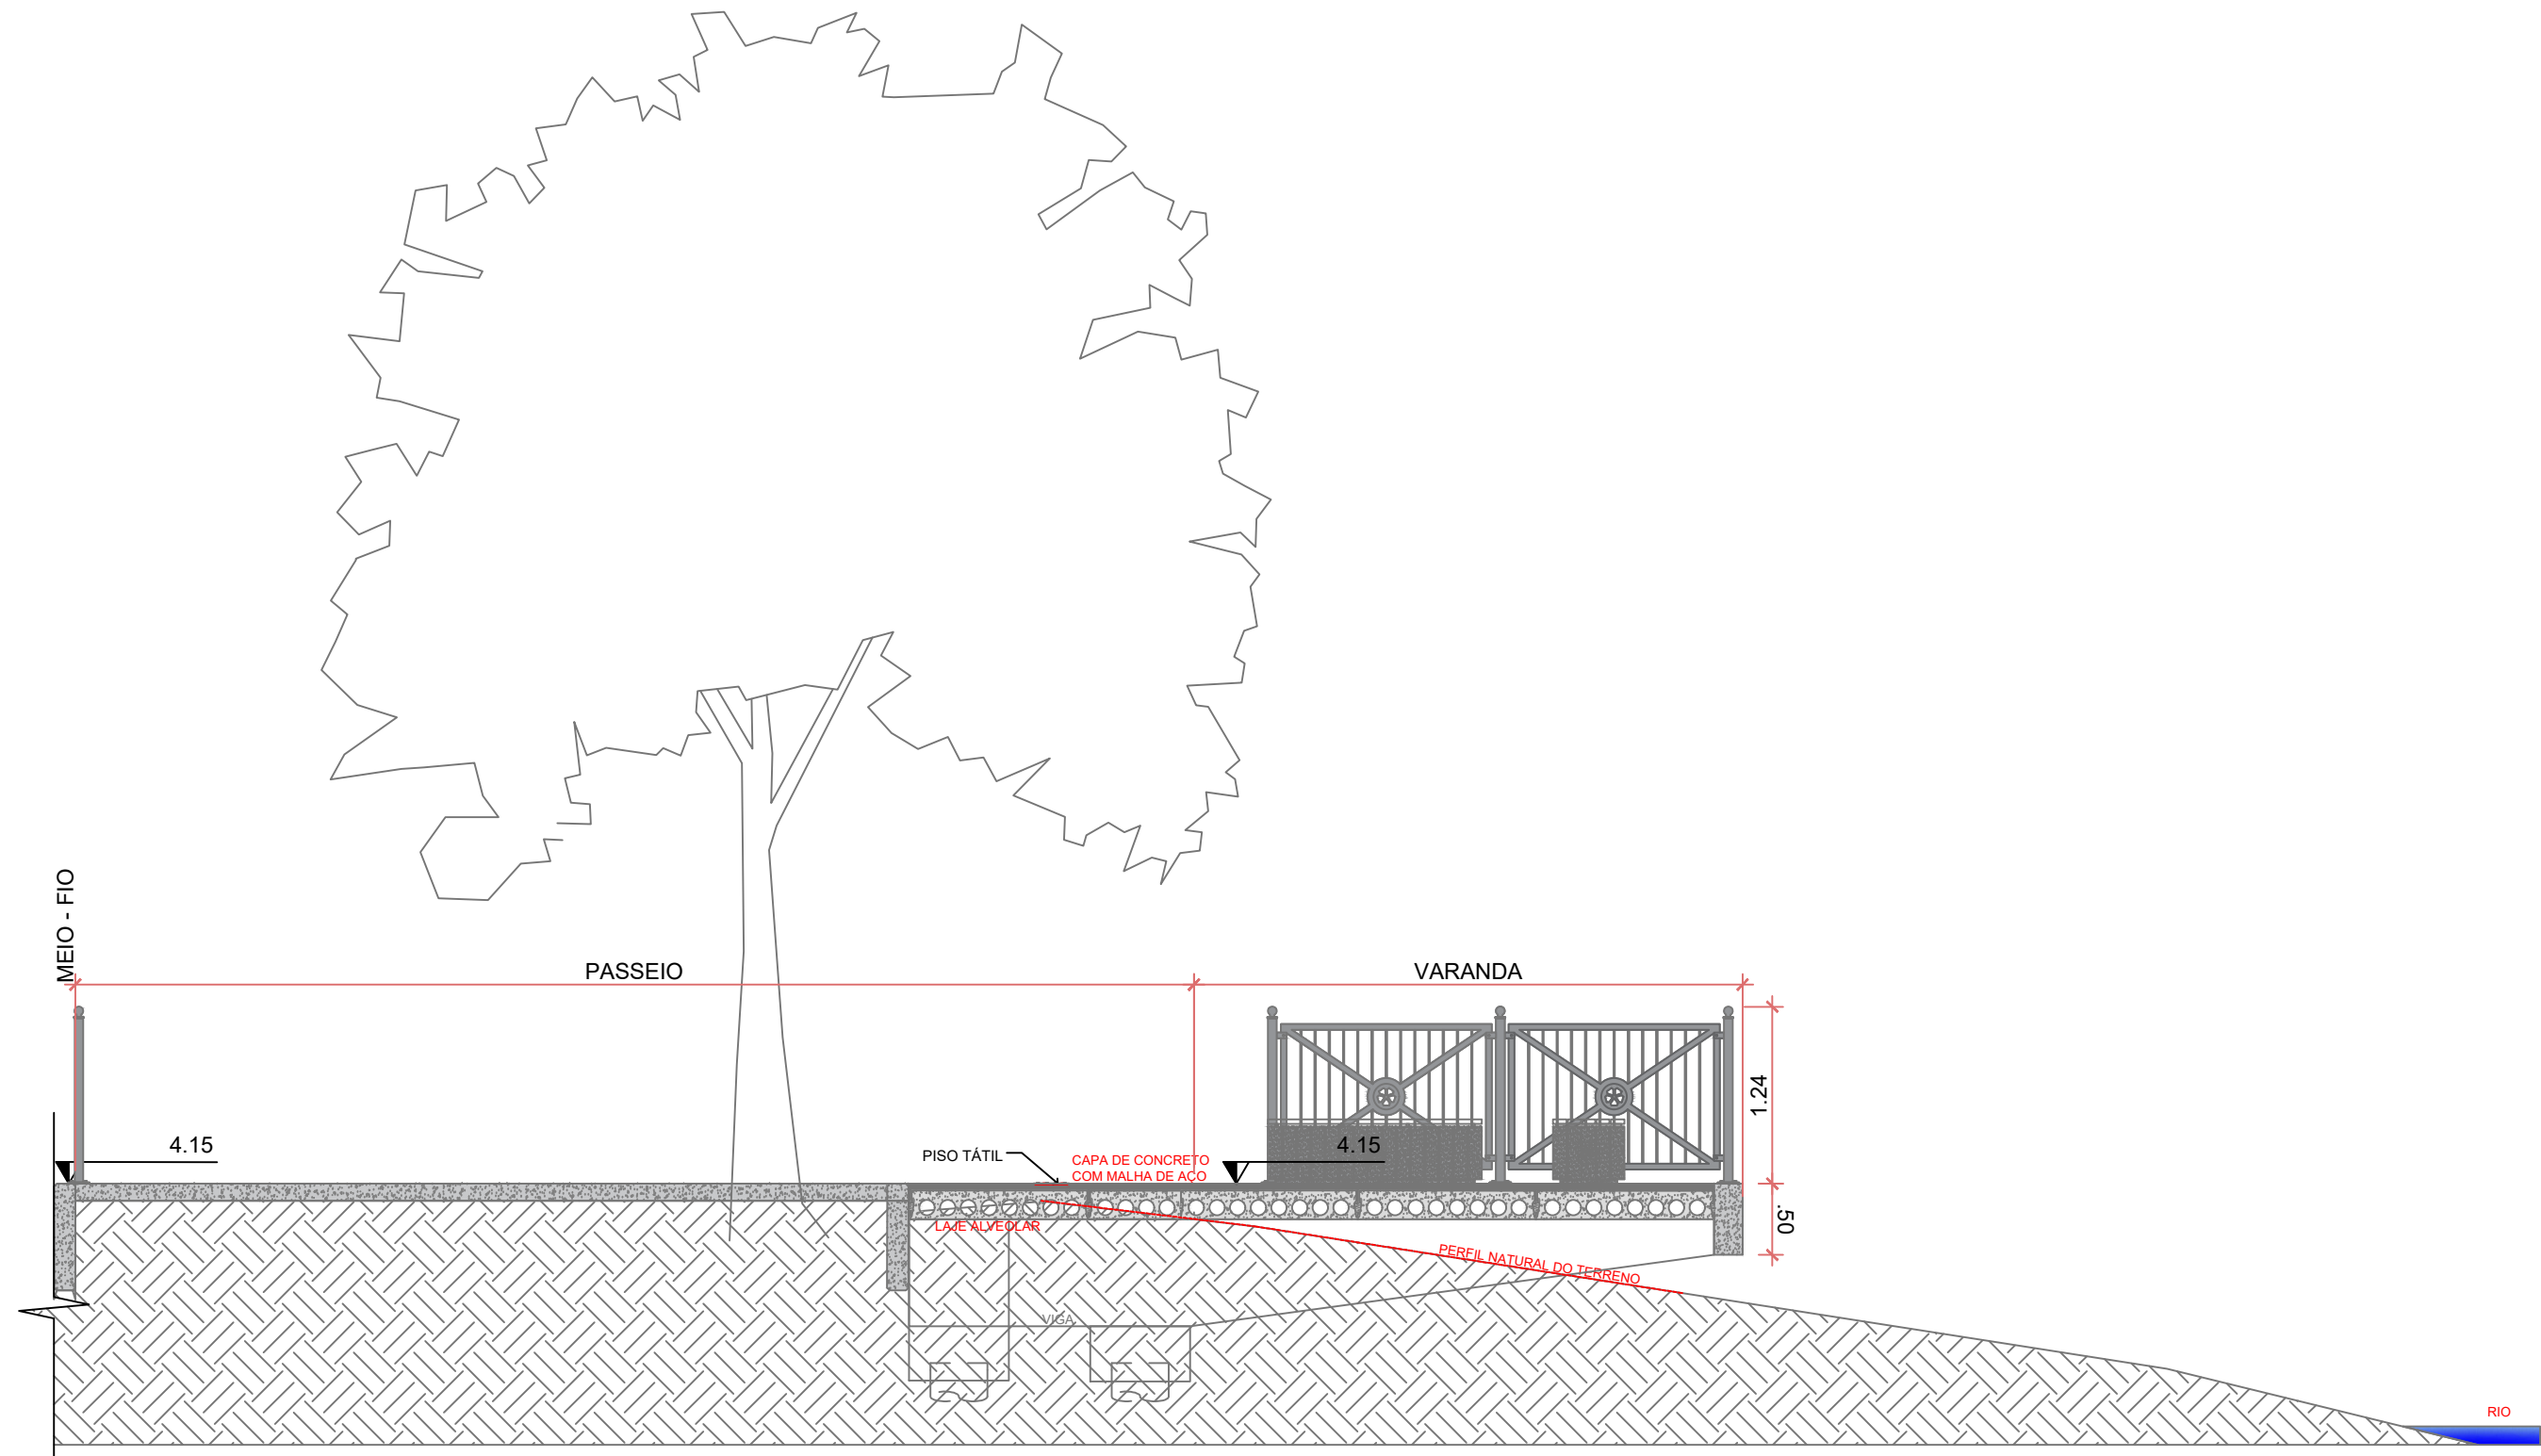 MEIO - FIO
PASSEIO
VARANDA
1.24
4.15
4.15
PISO TÁTIL
CAPA DE CONCRETO
COM MALHA DE AÇO
.50
LAJE ALVEOLAR
PERFIL NATURAL DO TERRENO
VIGA
RIO